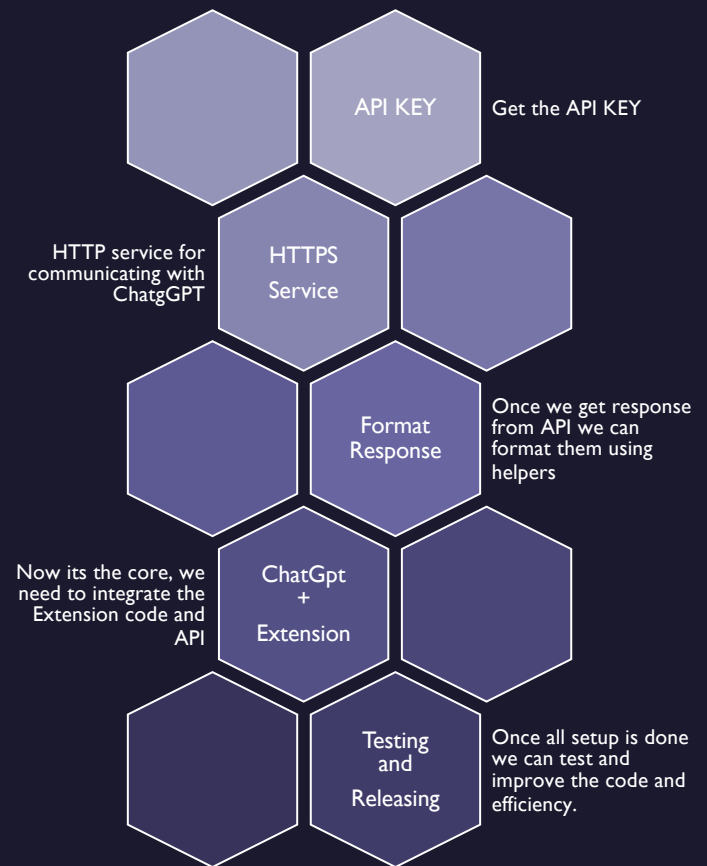 API KEY
Get the API KEY
HTTP service for
communicating with
ChatgGPT
HTTPS
Service
Format
Response
Once we get response
from API we can
format them using
helpers
Now its the core, we
need to integrate the
Extension code and
API
ChatGpt
+
Extension
Testing
and
Releasing
Once all setup is done
we can test and
improve the code and
efficiency.